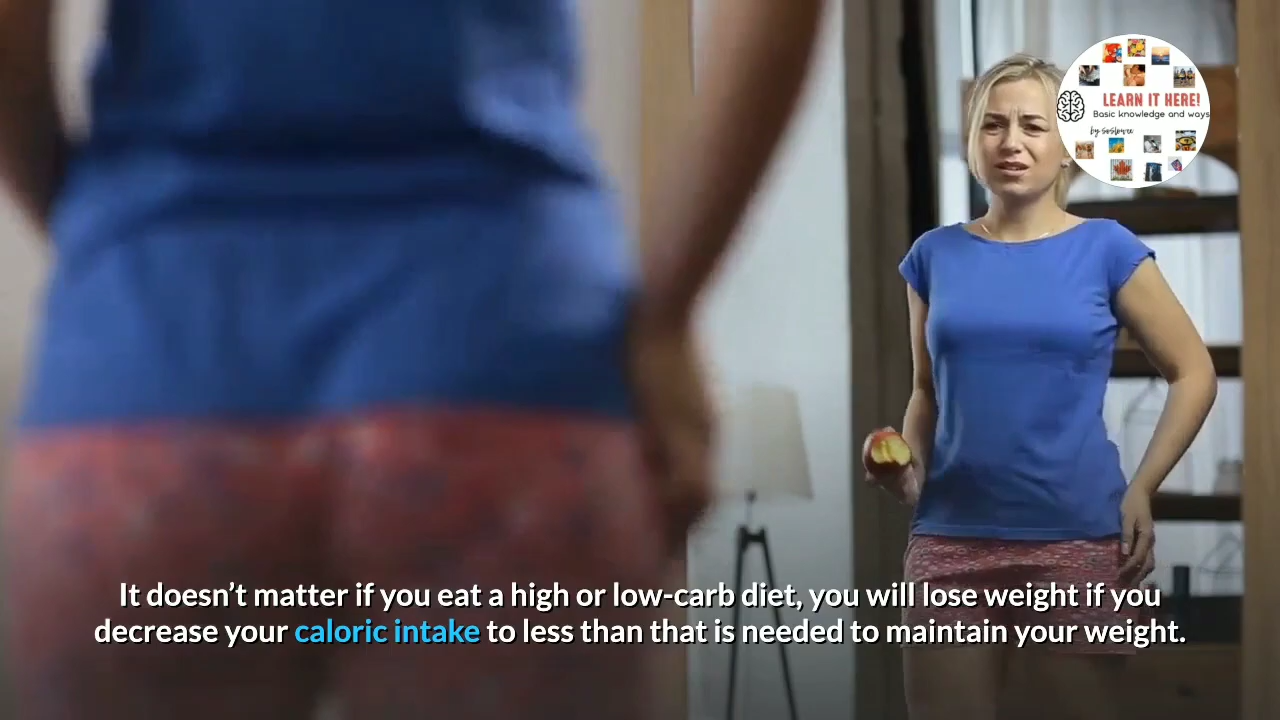 LEARN IT HERE!
Basic knowledge and ways
It doesn’t matter if you eat a high or low-carb diet, you will lose weight if you
decrease your caloric intake to less than that is needed to maintain your weight.